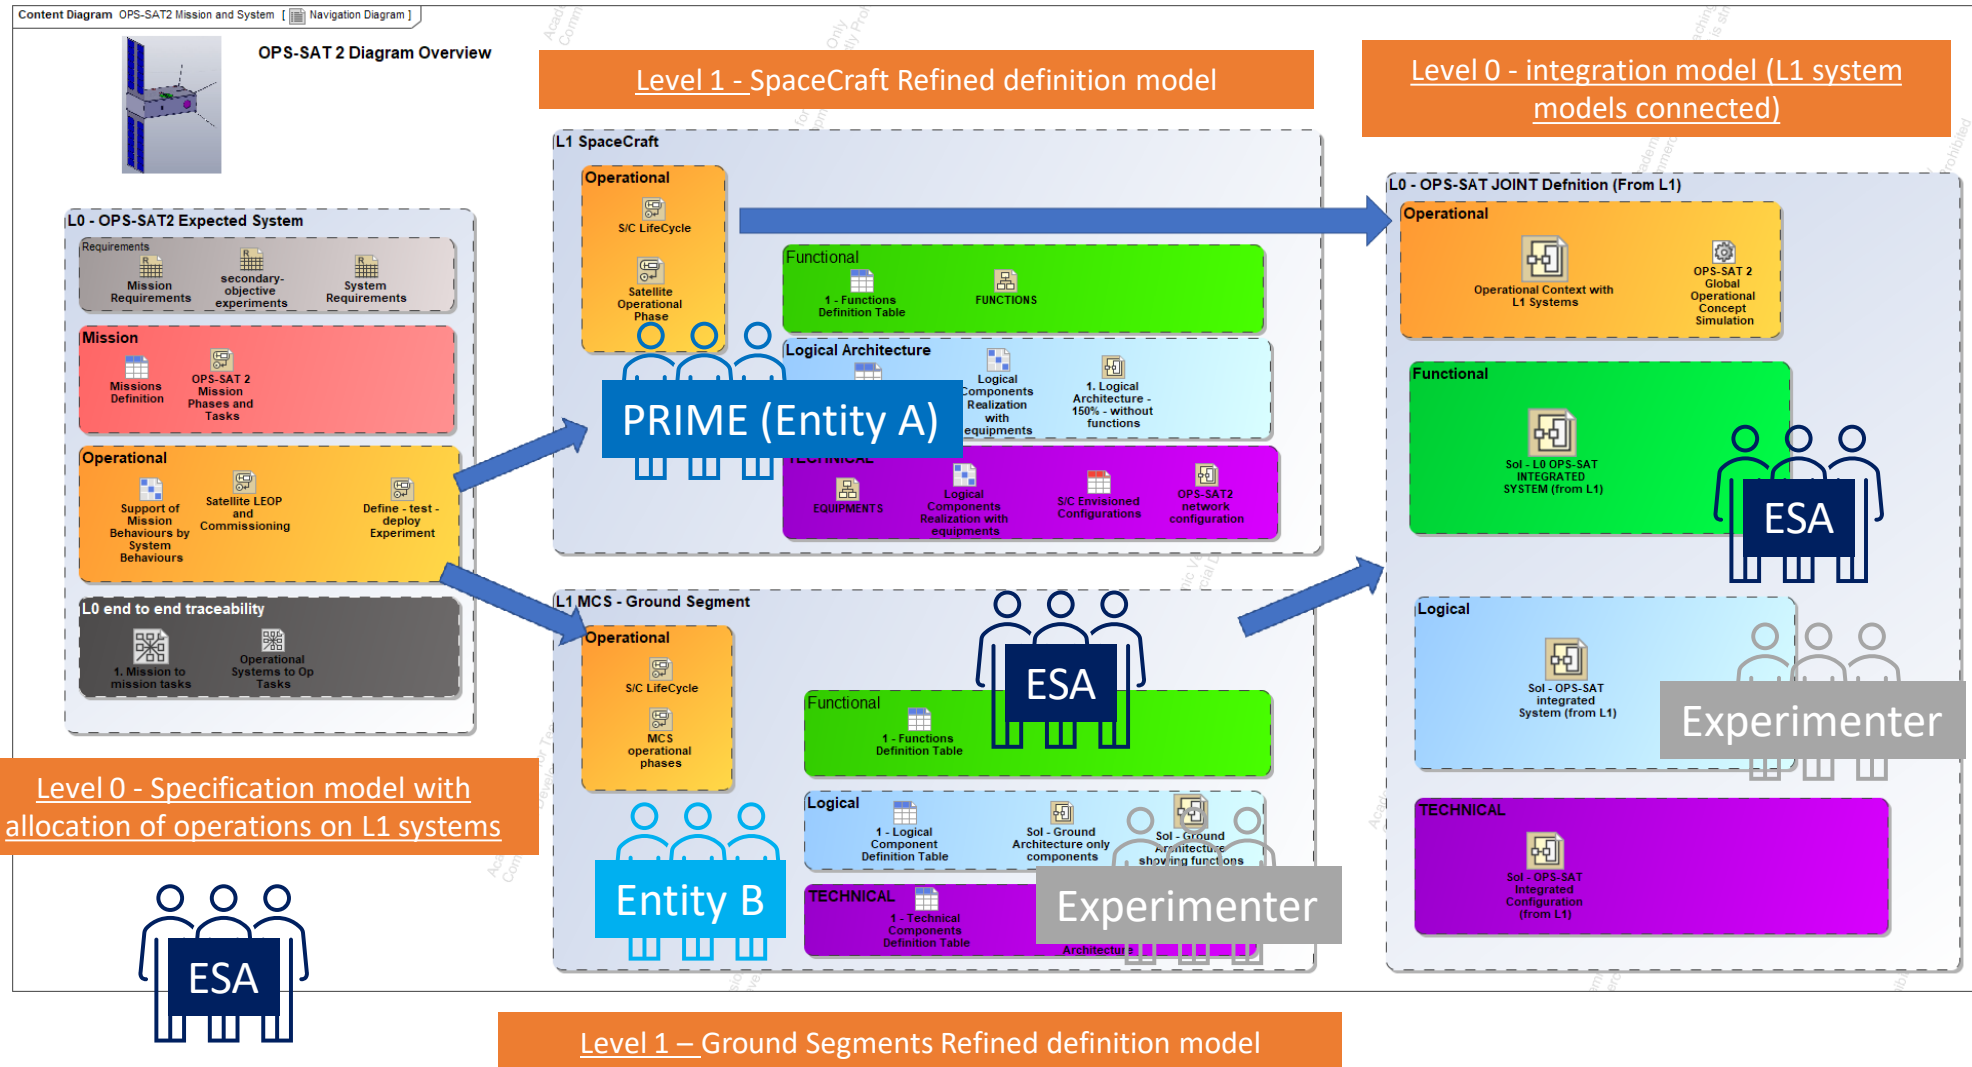 Content Diagram OPS-SAT2 Mission and System [ Navigation Diagram ]
OPS-SAT 2 Diagram Overview
Level 1 - SpaceCraft Refined definition model
Level 0 - integration model (L1 system
models connected)
L0 - OPS-SAT2 Expected System
Requirements
Mission
Requirements
secondary-
objective
experiments
System
Requirements
Mission
Missions
Definition
OPS-SAT 2
Mission
Phases and
Tasks
Operational
Support of
Mission
Behaviours by
System
Behaviours
Satellite LEOP
and
Commissioning
Define - test -
deploy
Experiment
L0 end to end traceability
1. Mission to
mission tasks
Operational
Systems to Op
Tasks
Level 0 - Specification model with
allocation of operations on L1 systems
ESA
L1 SpaceCraft
Operational
S/C LifeCycle
Satellite
Operational
Phase
Functional
1 - Functions
Definition Table
FUNCTIONS
Logical Architecture
Logical
Components
Realization
with
equipments
1. Logical
Architecture -
150% - without
functions
PRIME (Entity A)
TECHNICAL
EQUIPMENTS
Logical
Components
Realization with
equipments
S/C Envisioned
Configurations
OPS-SAT2
network
configuration
L1 MCS - Ground Segment
Operational
S/C LifeCycle
MCS
operational
phases
ESA
Functional
1 - Functions
Definition Table
Logical
1 - Logical
Component
Definition Table
Sol - Ground
Architecture only
components
Sol - Ground
Architecture
showing functions
Entity B
TECHNICAL
1 - Technical
Components
Definition Table
Architecture
Experimenter
Level 1 – Ground Segments Refined definition model
L0 - OPS-SAT JOINT Defnition (From L1)
Operational
Operational Context with
L1 Systems
OPS-SAT 2
Global
Operational
Concept
Simulation
Functional
Sol - L0 OPS-SAT
INTEGRATED
SYSTEM (from L1)
ESA
Logical
Sol - OPS-SAT
integrated
System (from L1)
Experimenter
TECHNICAL
Sol - OPS-SAT
Integrated
Configuration
(from L1)